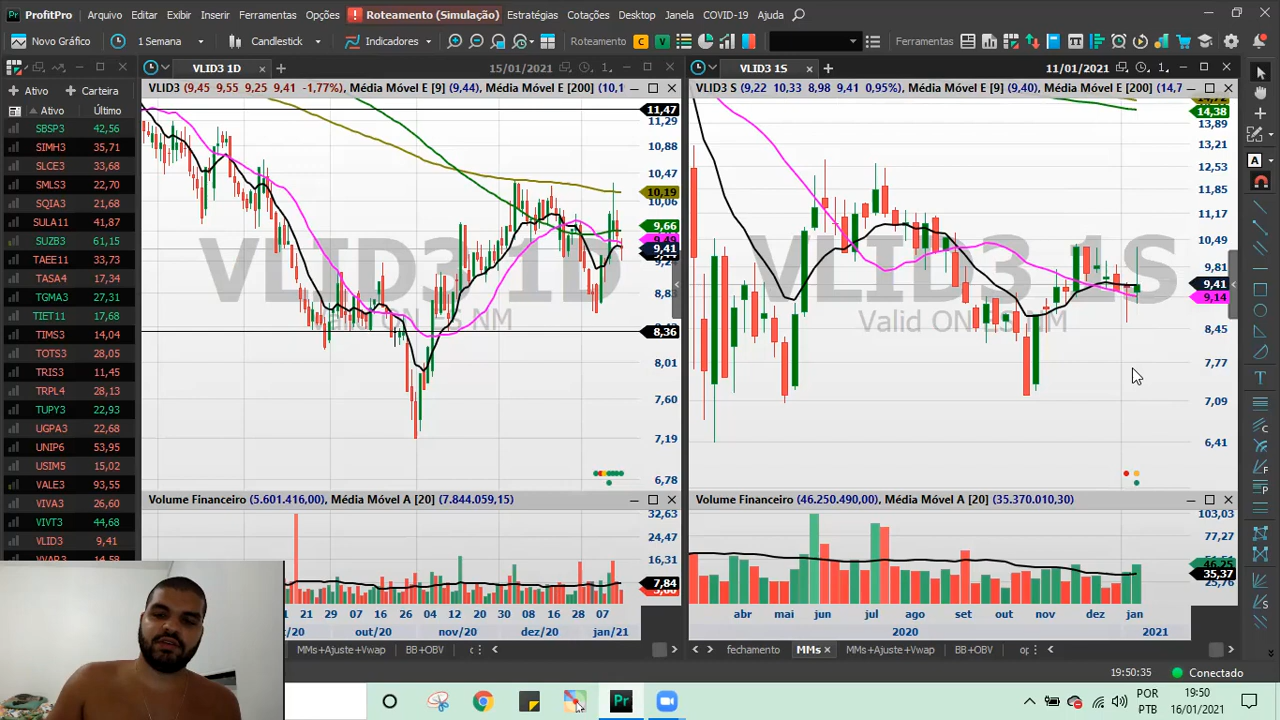 ProfitPro
Arquivo Editar Exibir Inserir Ferramentas Opções ! Roteamento (Simulação) Estratégias Cotações Desktop Janela COVID-19 Ajuda
Novo Gráfico 1 Semana Candlestick Indicadores Roteamento C V Ferramentas
VLID3 1D 15/01/2021 1
VLID3 1S 11/01/2021 1
Ativo Carteira
Ativo Último
SBSP3 42,56
SIMH3 35,71
SLCE3 33,68
SMLS3 22,70
SQIA3 21,68
SULA11 41,87
SUZB3 61,15
TAEE11 33,73
TASA4 17,34
TGMA3 27,31
TIET11 17,68
TIMS3 14,04
TOTS3 28,05
TRIS3 11,45
TRPL4 28,13
TUPY3 22,93
UGPA3 22,68
UNIP6 53,95
USIM5 15,02
VALE3 93,55
VIVA3 26,60
VIVT3 44,68
VLID3 9,41
VVAR3 14,58
VLID3 (9,45 9,55 9,25 9,41 -1,77%), Média Móvel E [9] (9,44), Média Móvel E [200] (10,1
VLID3 1D
11,47
11,29
10,88
10,47
10,19
10,06
9,66
9,41
8,36
8,01
7,60
7,19
6,78
Volume Financeiro (5.601.416,00), Média Móvel A [20] (7.844.059,15)
32,63
24,47
16,31
7,84
21 29 07 16 26 04 12 20 30 08 16 28 07
out/20 nov/20 dez/20 jan/21
MMs+Ajuste+Vwap BB+OBV
VLID3 S (9,22 10,33 8,98 9,41 0,95%), Média Móvel E [9] (9,40), Média Móvel E [200] (14,7
VLID3 1S
Valid ON ES NM
14,38
13,89
13,21
12,53
11,85
11,17
10,49
9,81
9,41
9,14
8,45
7,77
7,09
6,41
Volume Financeiro (46.250.490,00), Média Móvel A [20] (35.370.010,30)
103,03
77,27
35,37
25,76
abr mai jun jul ago set out nov dez jan
2020 2021
fechamento MMs MMs+Ajuste+Vwap BB+OBV
19:50:35 Conectado
Pr
POR
PTB
19:50
16/01/2021